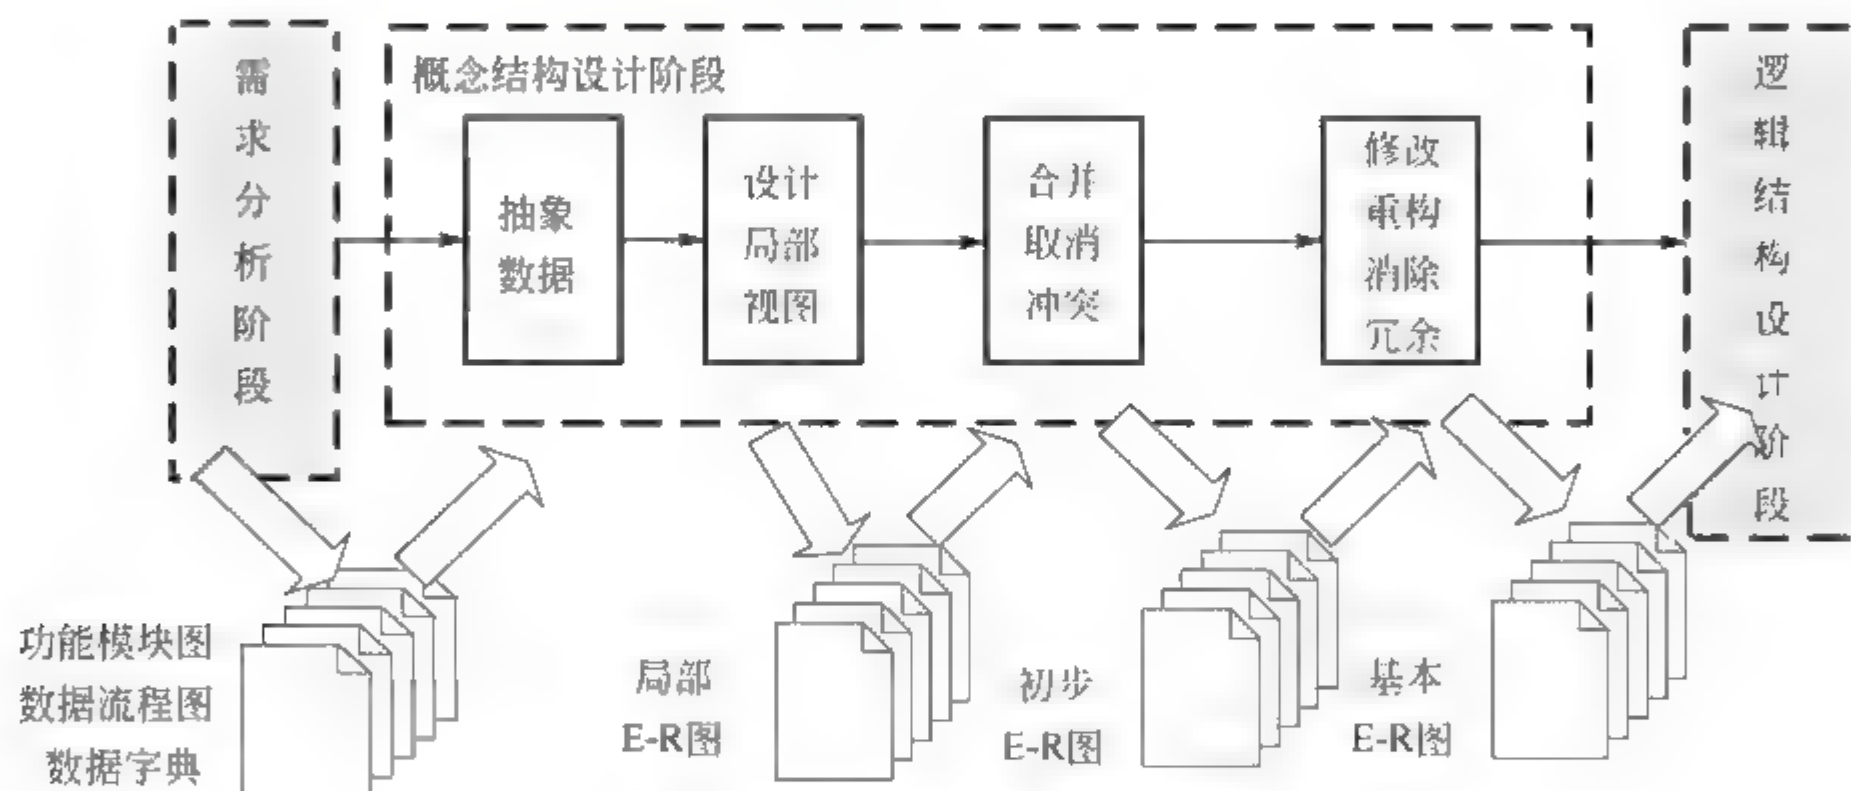 需求分析阶段
概念结构设计阶段
抽象
数据
设计
局部
视图
合并
取消
冲突
修改
重构
消除
冗余
逻辑结构设计阶段
功能模块图
数据流程图
数据字典
局部
E-R图
初步
E-R图
基本
E-R图